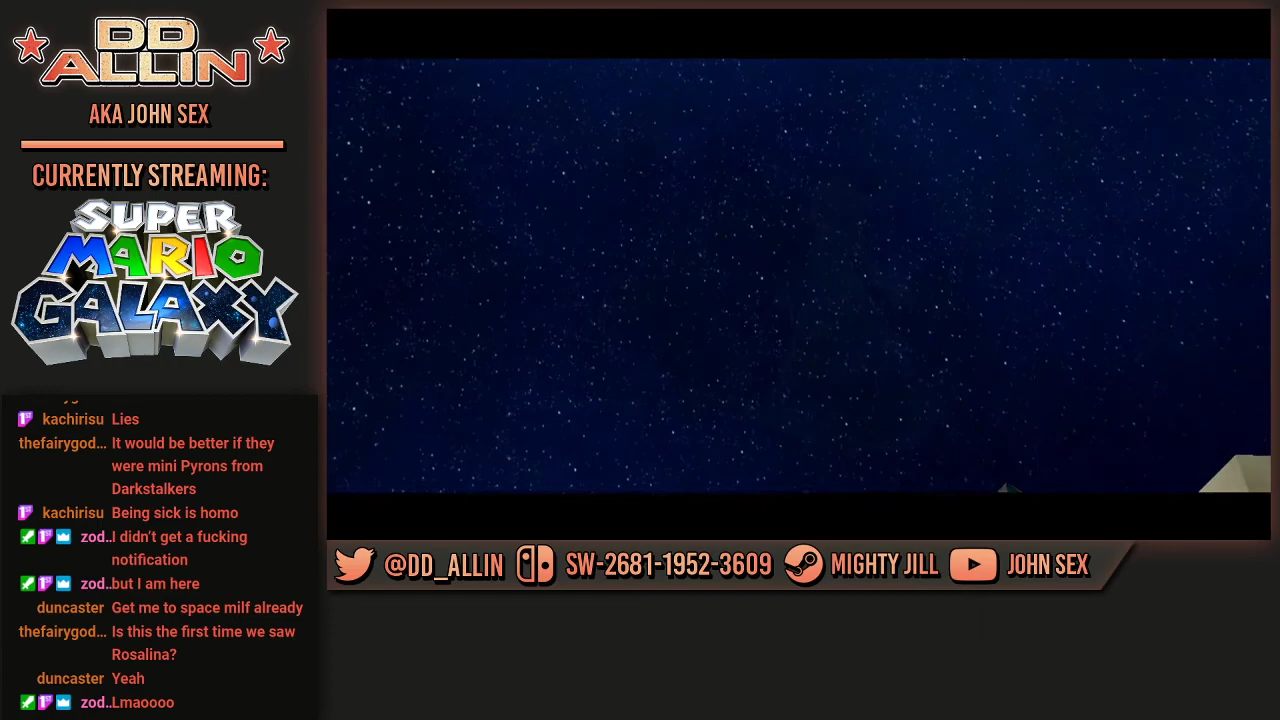 DD
ALLIN
AKA JOHN SEX
CURRENTLY STREAMING:
SUPER
MARIO
GALAXY
kachirisu Lies
thefairygod... It would be better if they
were mini Pyrons from
Darkstalkers
kachirisu Being sick is homo
zod.. I didn't get a fucking
notification
zod.. but I am here
duncaster Get me to space milf already
thefairygod... Is this the first time we saw
Rosalina?
duncaster Yeah
zod.. Lmaoooo
@DD_ALLIN SW-2681-1952-3609 MIGHTY JILL JOHN SEX